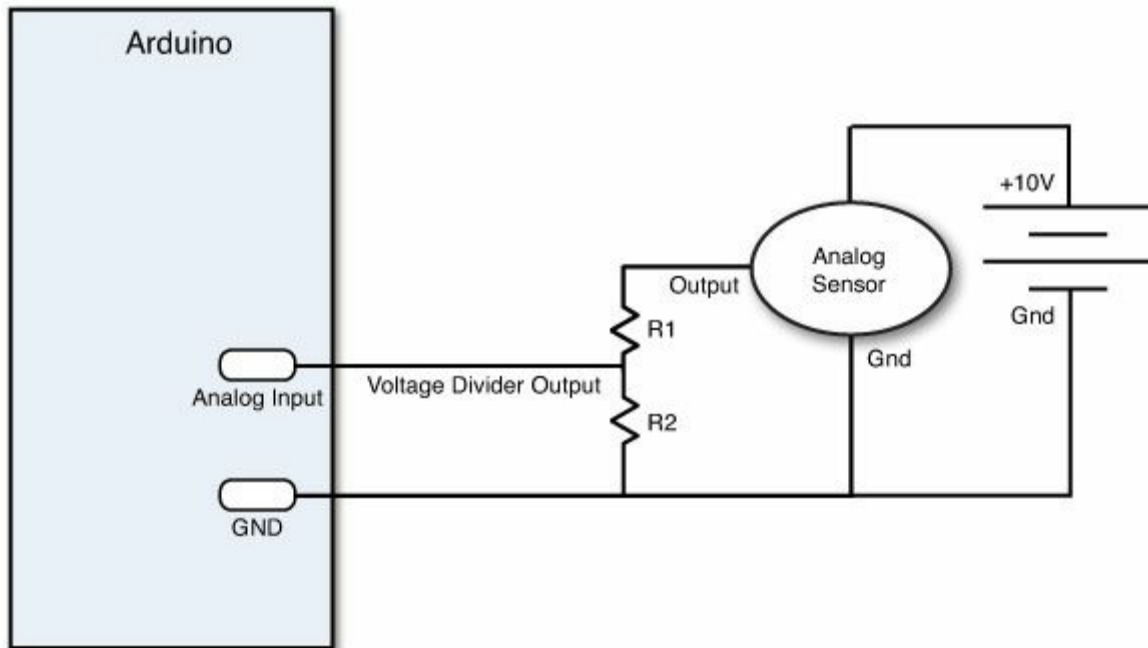 Arduino
+10V
Analog
Sensor
Output
Gnd
R1
Gnd
Voltage Divider Output
Analog Input
R2
GND